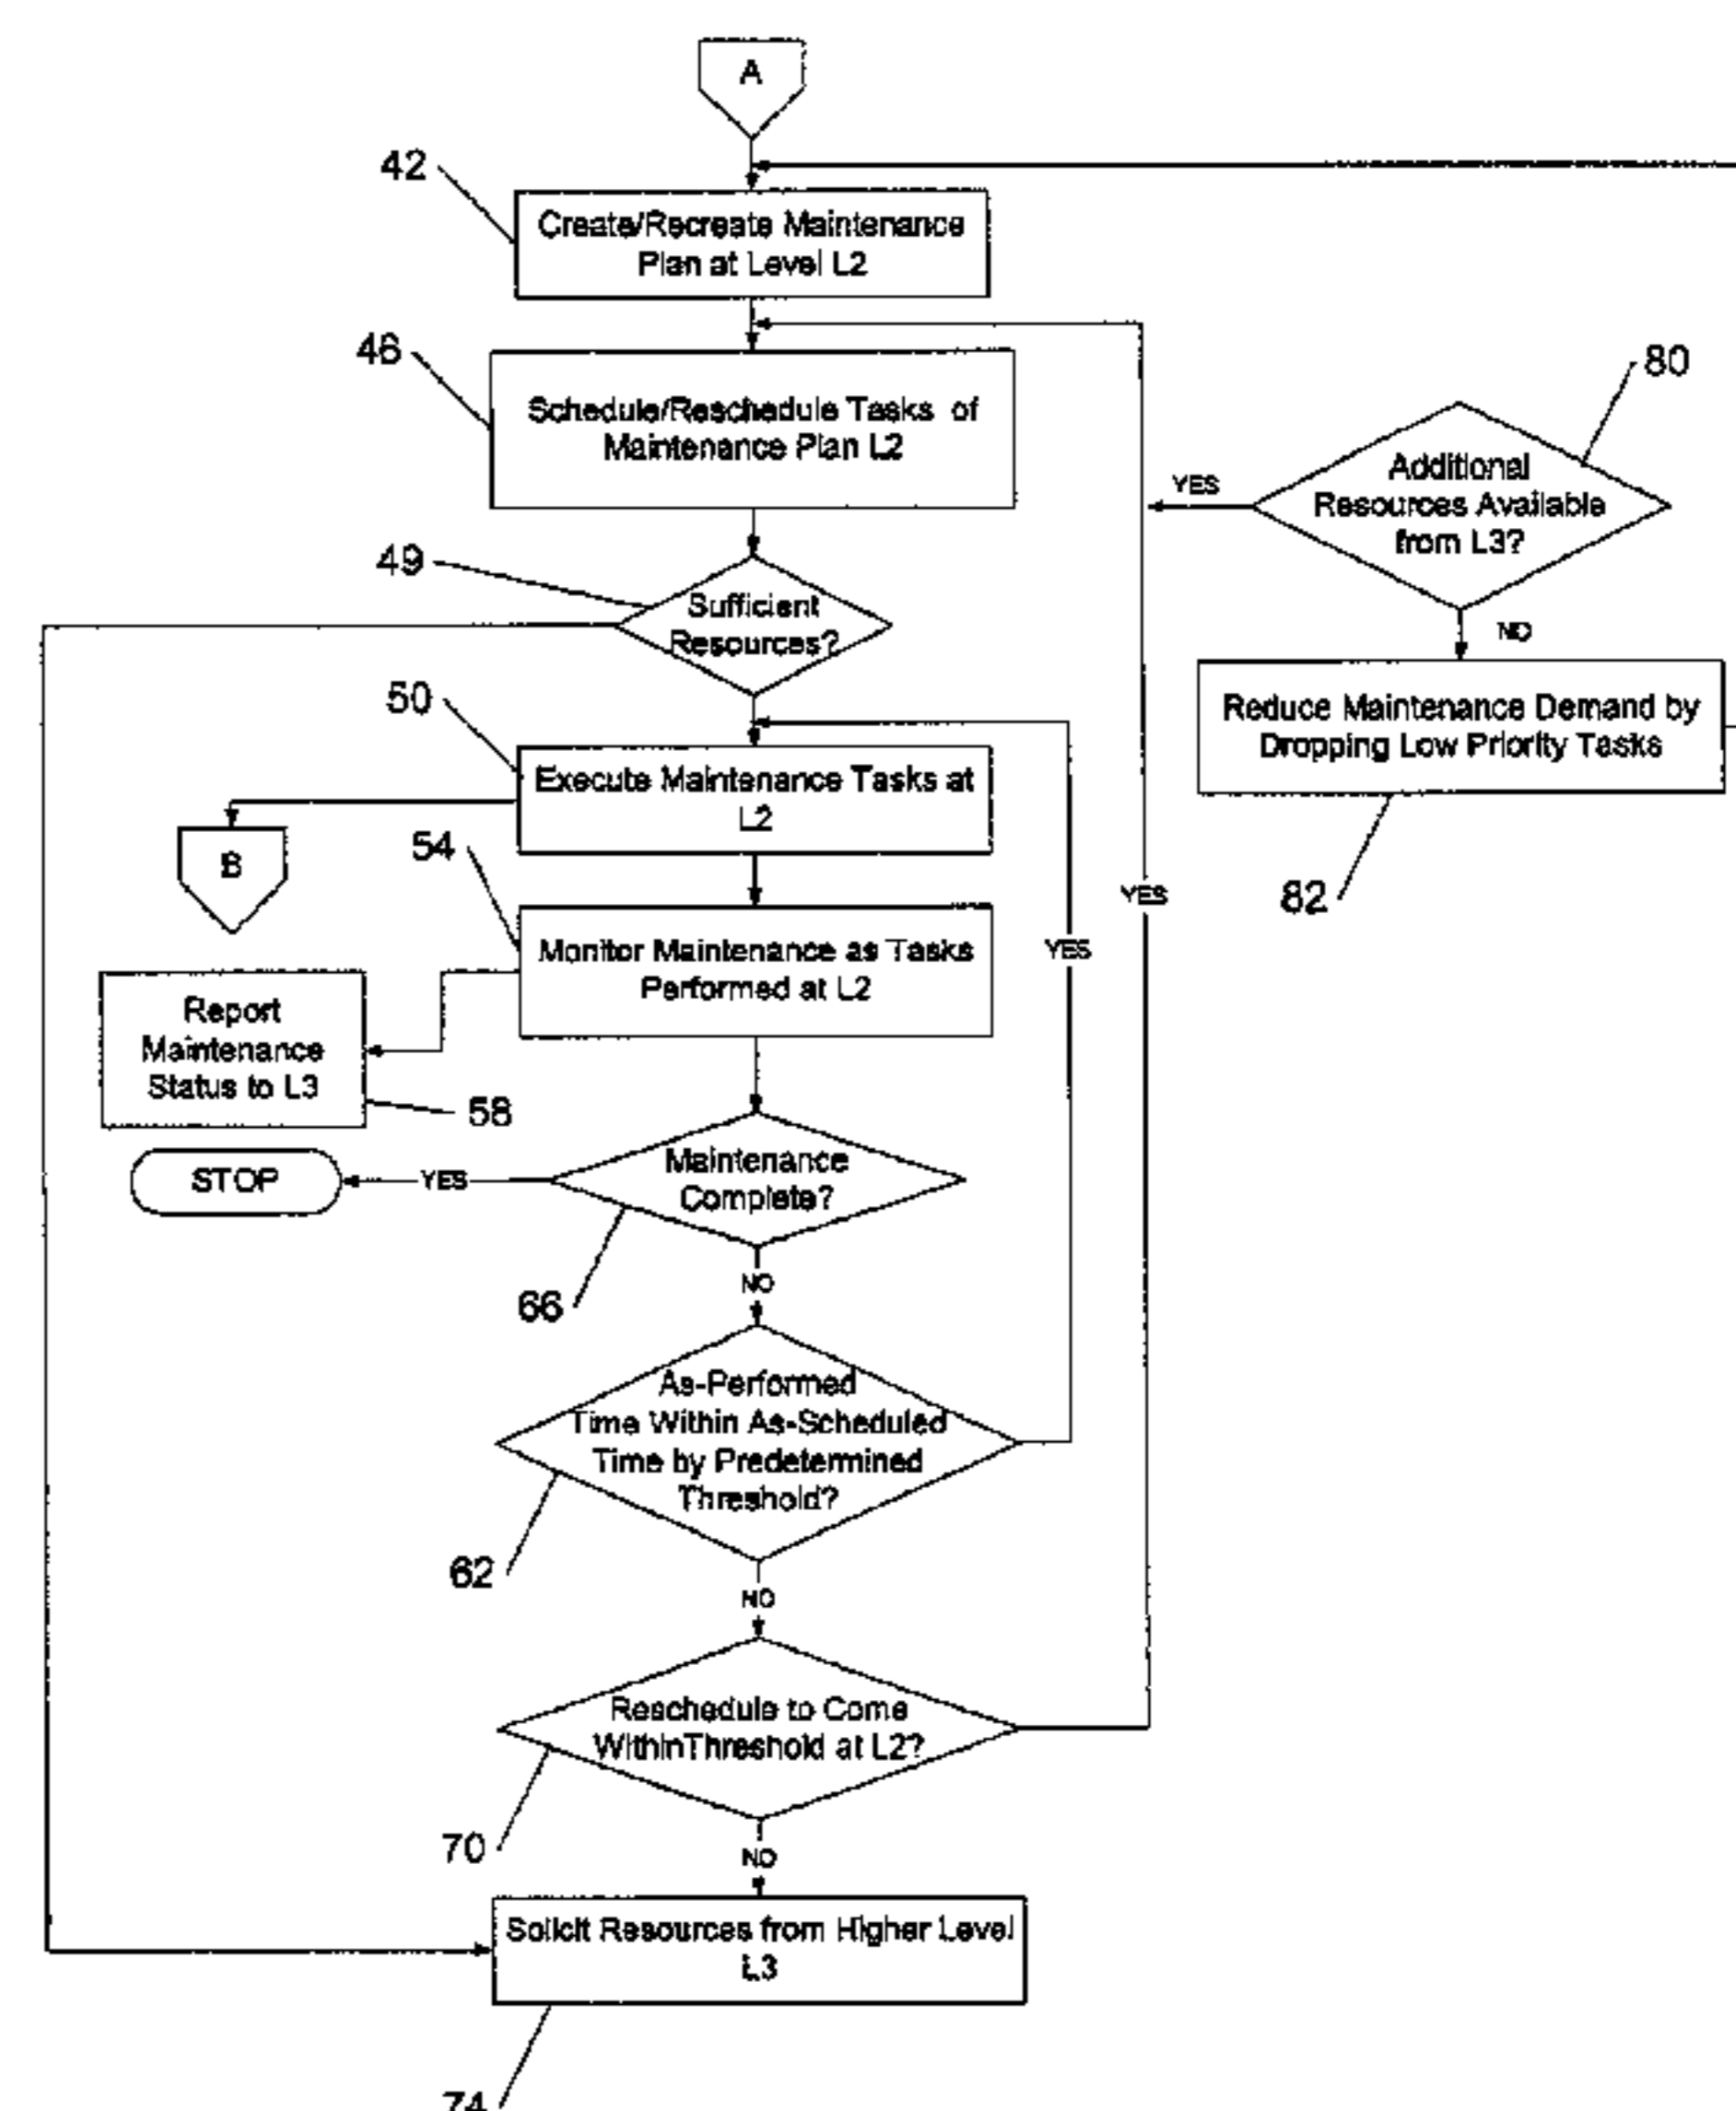 A
42
Create/Recreate Maintenance
Plan at Level L2
46
Schedule/Reschedule Tasks of
Maintenance Plan L2
80
Additional
Resources Available
from L3?
YES
NO
49
Sufficient
Resources?
Reduce Maintenance Demand by
Dropping Low Priority Tasks
82
50
Execute Maintenance Tasks at
L2
B
54
Monitor Maintenance as Tasks
Performed at L2
YES
YES
Report
Maintenance
Status to L3
58
STOP
YES
Maintenance
Complete?
66
NO
As-Performed
Time Within As-Scheduled
Time by Predetermined
Threshold?
62
NO
Reschedule to Come
WithinThreshold at L2?
70
NO
Solicit Resources from Higher Level
L3
74